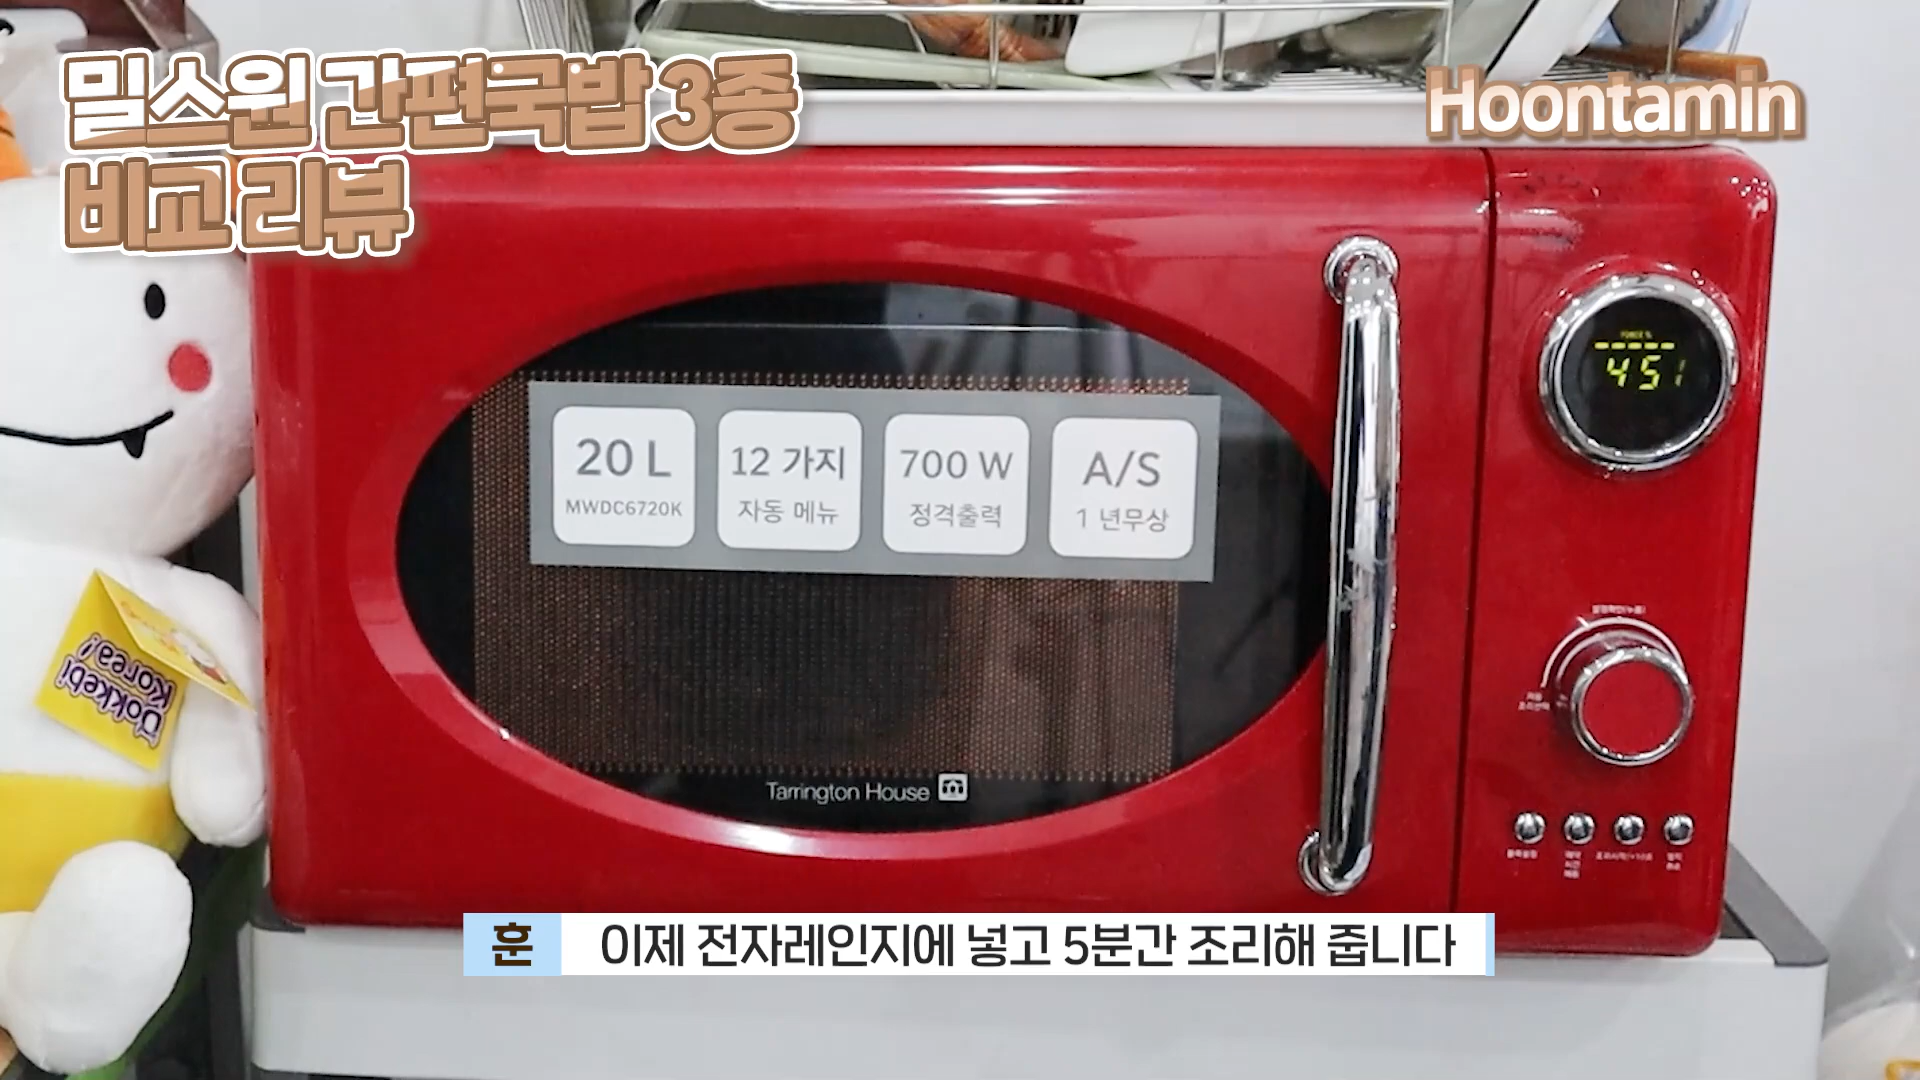 밀스원 간편국밥 3종
비교 리뷰
Hoontamin
POWER %
451
20 L
MWDC6720K
12 가지
자동 메뉴
700 W
정격출력
A/S
1 년무상
Dokkebi
Korea!
Tarrington House
훈 이제 전자레인지에 넣고 5분간 조리해 줍니다